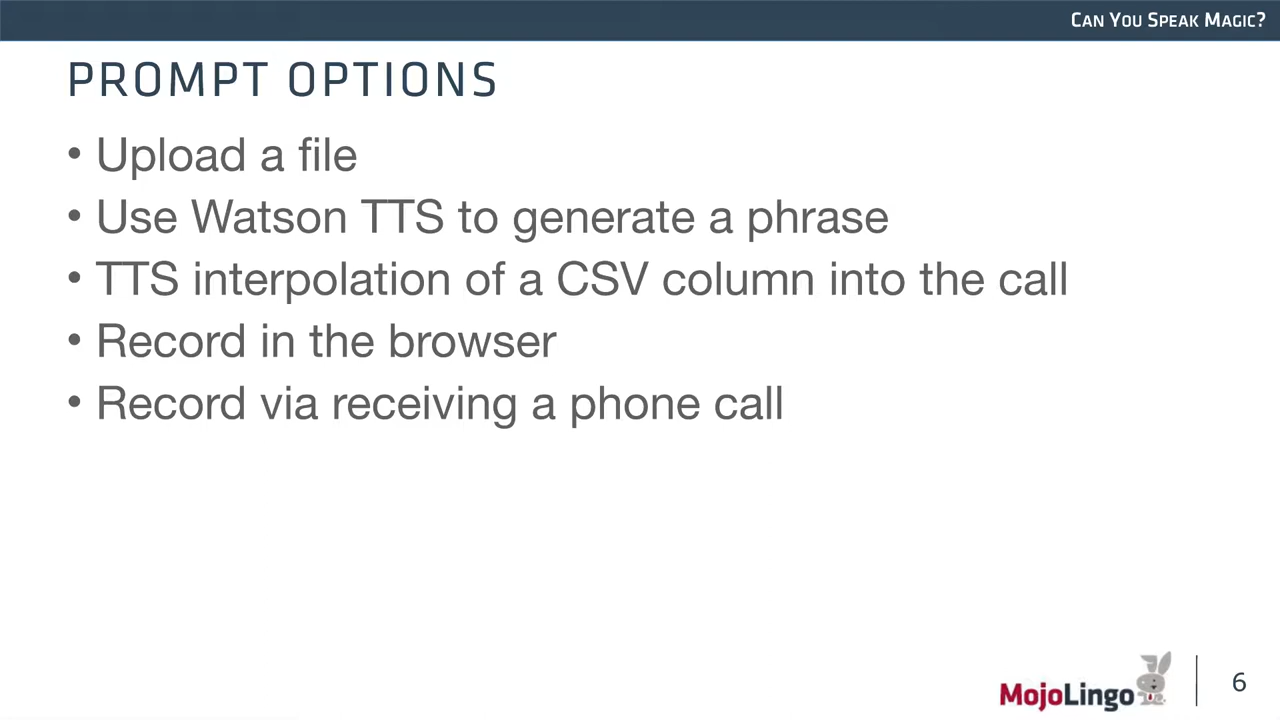 Can You Speak Magic?
PROMPT OPTIONS
• Upload a file
• Use Watson TTS to generate a phrase
• TTS interpolation of a CSV column into the call
• Record in the browser
• Record via receiving a phone call
MojoLingo
6